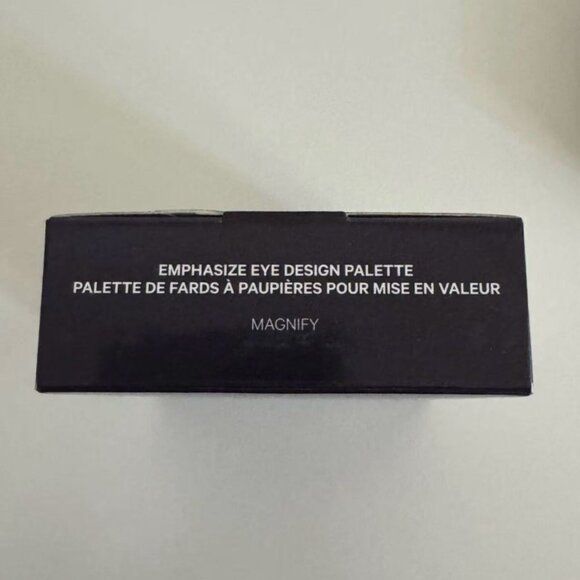 EMPHASIZE EYE DESIGN PALETTE
PALETTE DE FARDS À PAUPIÈRES POUR MISE EN VALEUR
MAGNIFY